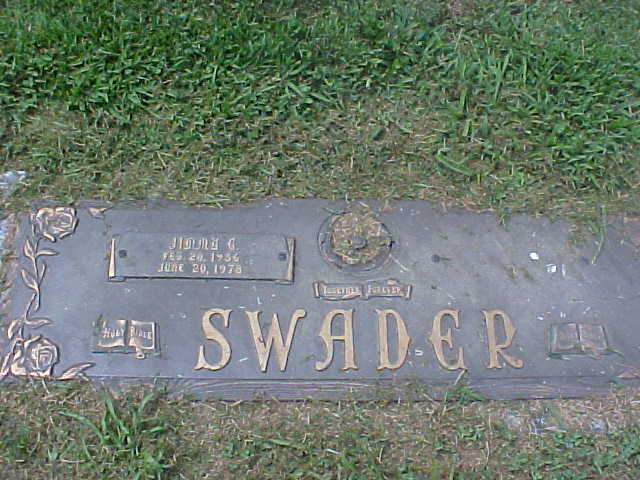 JIMMY C.
FEB. 20, 1936
JUNE 20, 1978
TOGETHER FOREVER
HOLY BIBLE
SWADER